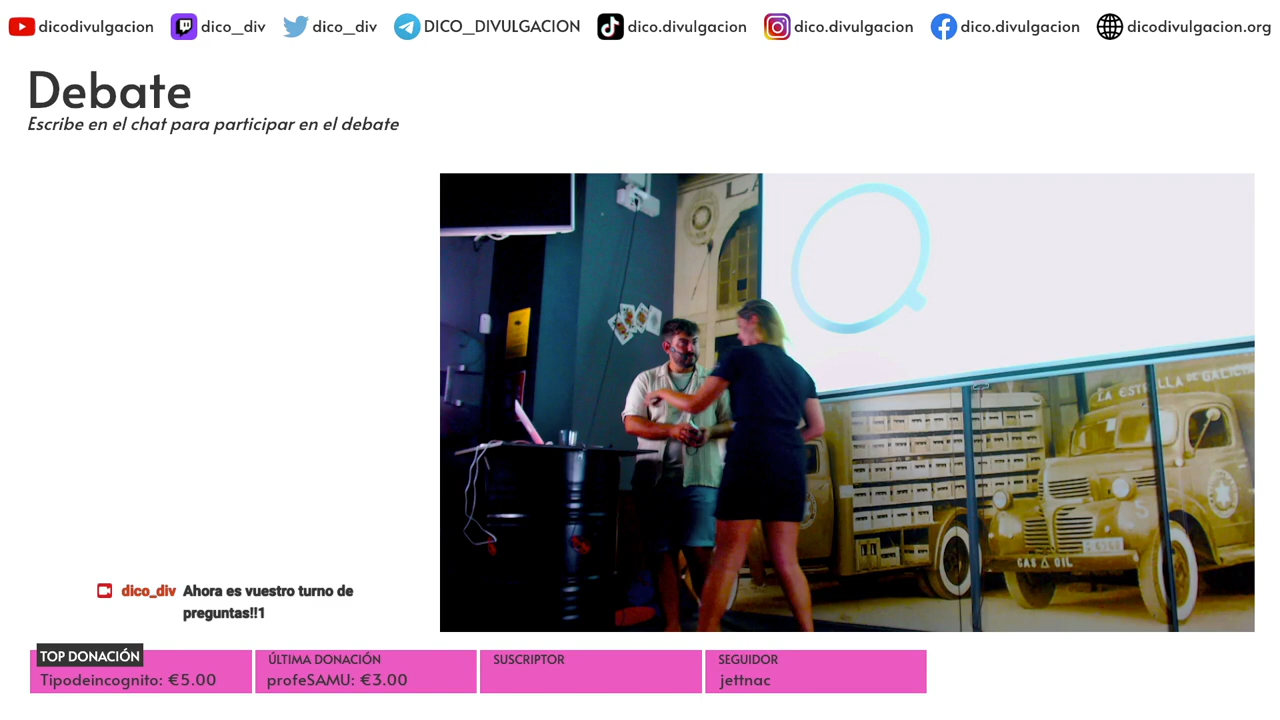 dicodivulgacion dico_div dico_div DICO_DIVULGACION dico.divulgacion dico.divulgacion dico.divulgacion dicodivulgacion.org
Debate
Escribe en el chat para participar en el debate
LA
LA ESTRELLA DE GALICIA
5
GAS OIL
dico_div Ahora es vuestro turno de
preguntas!!1
TOP DONACIÓN ÚLTIMA DONACIÓN SUSCRIPTOR SEGUIDOR
Tipodeincognito: €5.00 profeSAMU: €3.00 jettnac